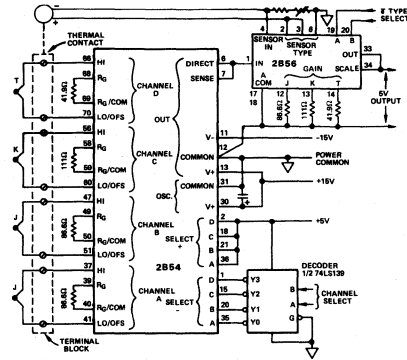 THERMAL
CONTACT
4 2 3 6 19 20
SENSOR
IN
SENSOR
TYPE
A B
TYPE
SELECT
2B56
OUT 33
SCALE 34
1 IN
A
COM
GAIN
J K T
17
18
12 13 14
86.6Ω
111Ω
41.9Ω
5V
OUTPUT
T
66 HI
68 RG
41.9Ω
69 RG/COM
70 LO/OFS
CHANNEL
D
DIRECT 6
SENSE 7
OUT
K
56 HI
58 RG
111Ω
59 RG/COM
60 LO/OFS
CHANNEL
C
V- 11
-15V
12
COMMON
POWER
COMMON
V+ 13
+15V
OSC.
COMMON 31
V+ 30
J
47 HI
49 RG
86.6Ω
50 RG/COM
51 LO/OFS
CHANNEL
B
SELECT
+
D 2
C 18
B 21
A 36
+5V
2B54
J
37 HI
39 RG
86.6Ω
40 RG/COM
41 LO/OFS
CHANNEL
A
SELECT
-
D 1
C 15
B 20
A 35
Y3
Y2
Y1
Y0
DECODER
1/2 74LS139
B
A
G
CHANNEL
SELECT
TERMINAL
BLOCK